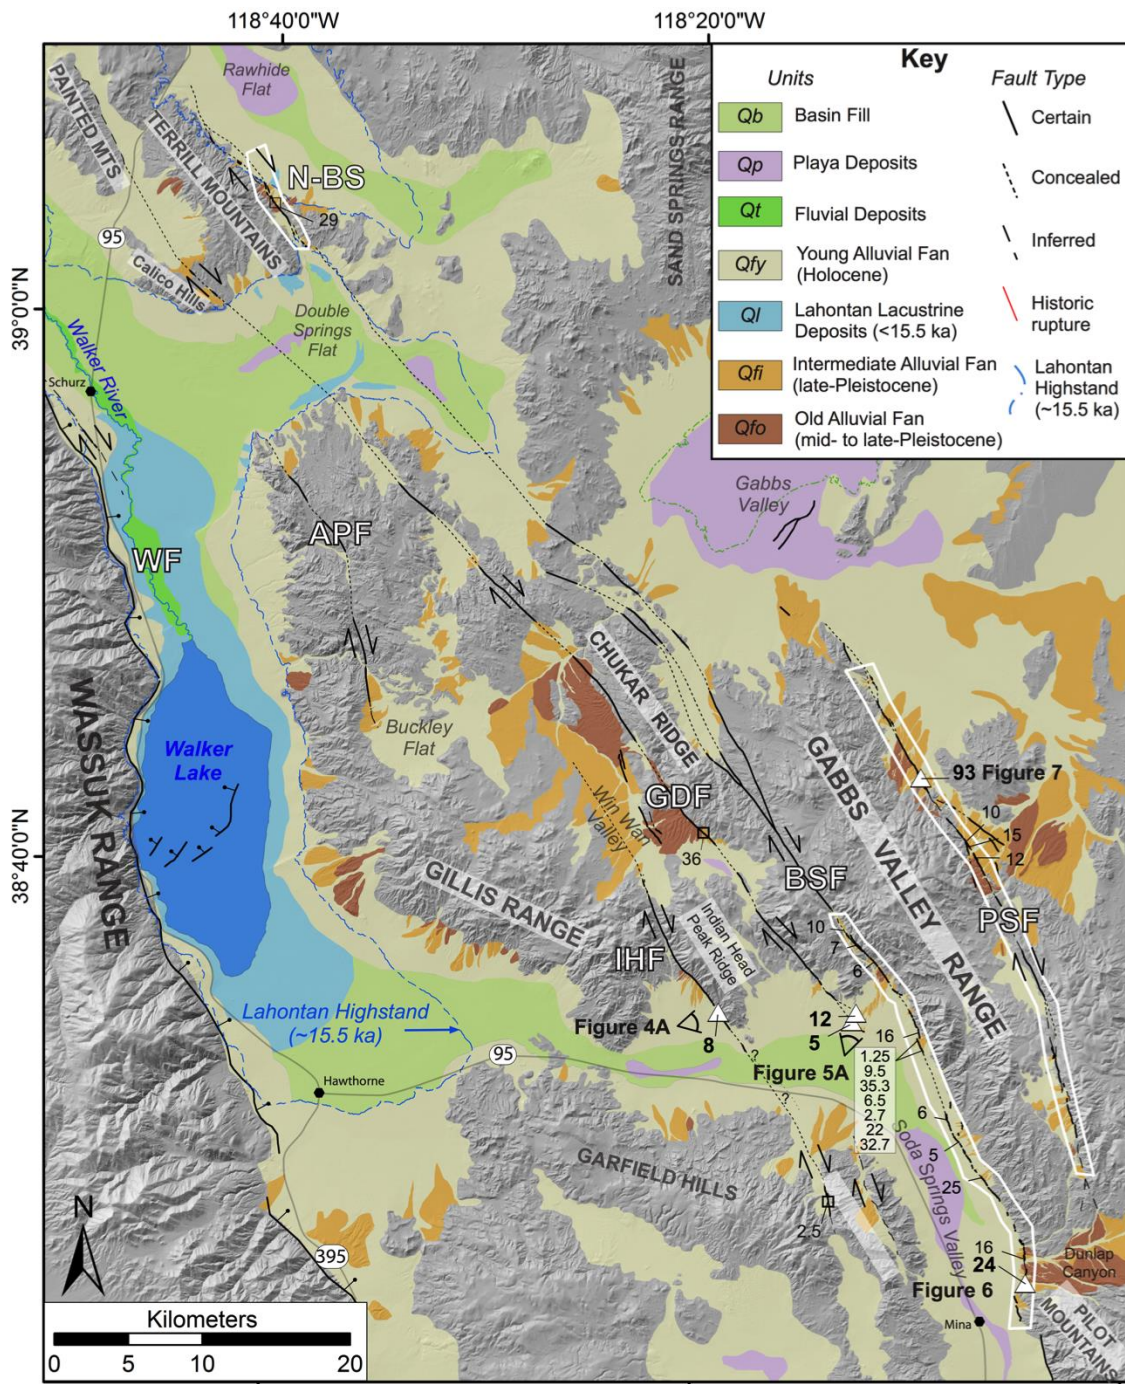 118°40'0"W
118°20'0"W
39°0'0"N
38°40'0"N
Key
Units
Fault Type
Qb Basin Fill
Qp Playa Deposits
Qt Fluvial Deposits
Qfy Young Alluvial Fan
(Holocene)
Ql Lahontan Lacustrine
Deposits (<15.5 ka)
Qfi Intermediate Alluvial Fan
(late-Pleistocene)
Qfo Old Alluvial Fan
(mid- to late-Pleistocene)
Certain
Concealed
Inferred
Historic
rupture
Lahontan
Highstand
(~15.5 ka)
Rawhide
Flat
PAINTED MTS
TERRILL MOUNTAINS
N-BS
29
SAND SPRINGS RANGE
95
Calico Hills
Double
Springs
Flat
Walker River
Schurz
Gabbs
Valley
APF
WF
CHUKAR RIDGE
WASSUK RANGE
Buckley
Flat
Walker
Lake
GABBS VALLEY RANGE
93 Figure 7
10
15
12
GDF
Win Wan
Valley
36
BSF
PSF
GILLIS RANGE
Indian Head
Peak Ridge
10
7
6
IHF
Lahontan Highstand
(~15.5 ka)
Figure 4A
8
12
5
16
95
?
Figure 5A
1.25
9.5
35.3
6.5
2.7
22
32.7
Hawthorne
?
6
5
Soda Springs Valley
GARFIELD HILLS
25
2.5
N
16
24
Dunlap
Canyon
395
Figure 6
PILOT
MOUNTAINS
Mina
Kilometers
0 5 10 20